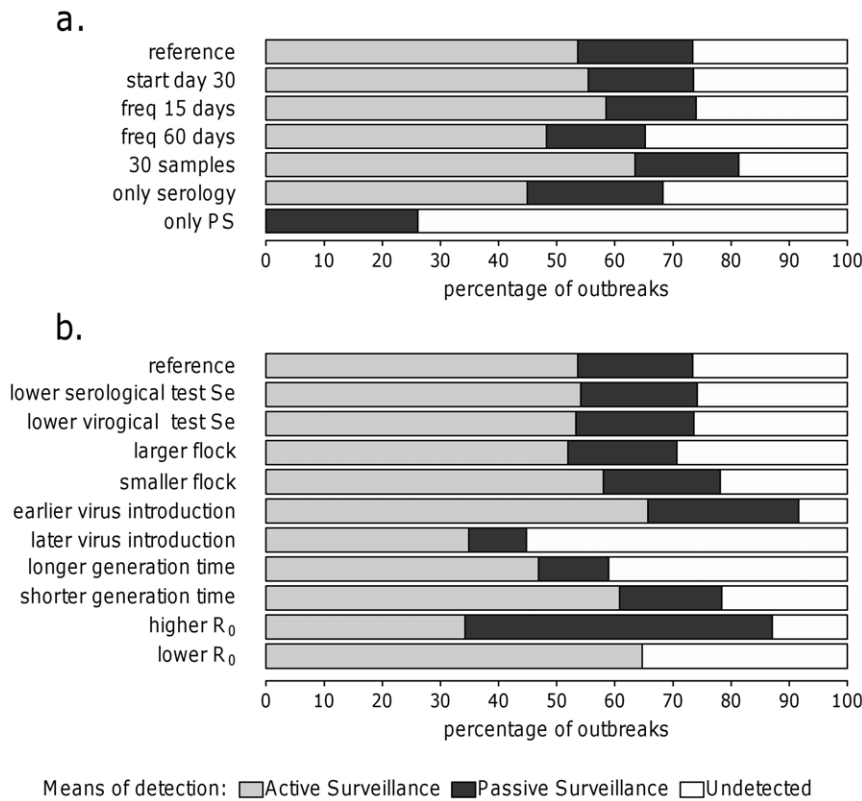 a.
reference
start day 30
freq 15 days
freq 60 days
30 samples
only serology
only PS
0 10 20 30 40 50 60 70 80 90 100
percentage of outbreaks
b.
reference
lower serological test Se
lower virogical test Se
larger flock
smaller flock
earlier virus introduction
later virus introduction
longer generation time
shorter generation time
higher R₀
lower R₀
0 10 20 30 40 50 60 70 80 90 100
percentage of outbreaks
Means of detection: Active Surveillance Passive Surveillance Undetected